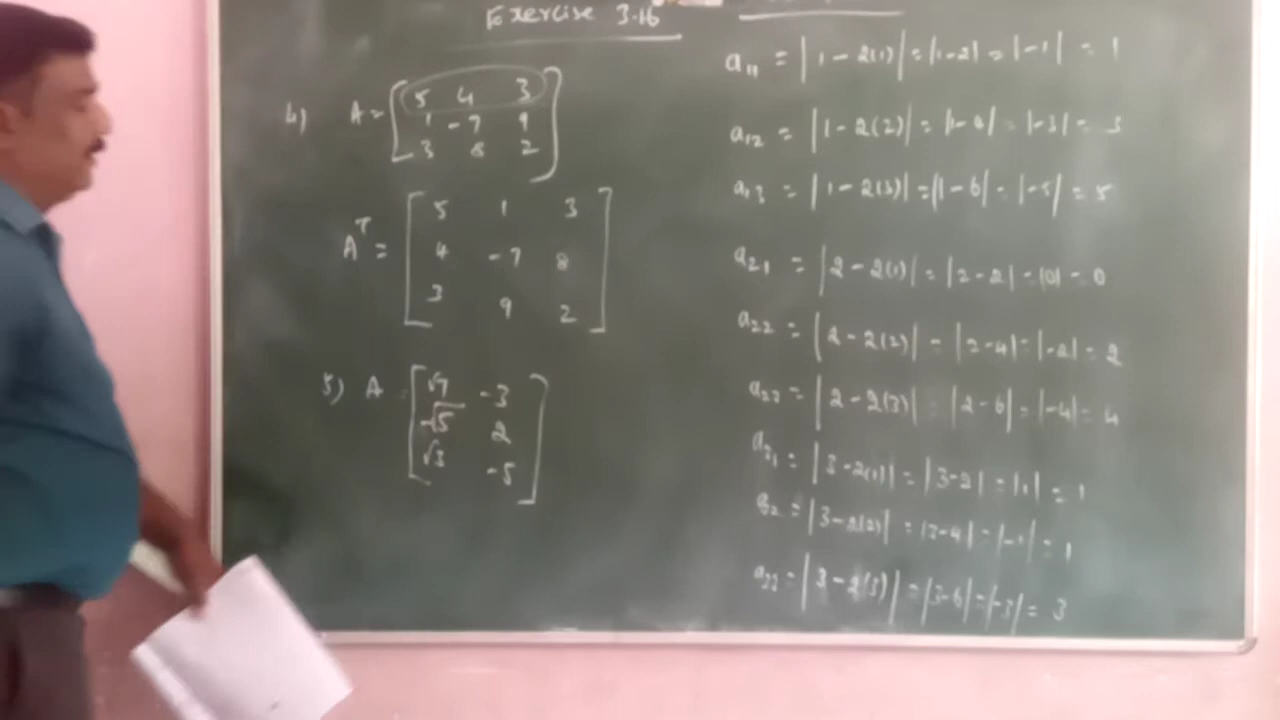 Exercise 3.16
4) A = [5 4 3
1 -7 9
3 8 2]
A^T = [5 1 3
4 -7 8
3 9 2]
5) A = [√7 -3
-√5 2
√3 -5]
a11 = |1-2(1)| = |1-2| = |-1| = 1
a12 = |1-2(2)| = |1-4| = |-3| = 3
a13 = |1-2(3)| = |1-6| = |-5| = 5
a21 = |2-2(1)| = |2-2| = |0| = 0
a22 = |2-2(2)| = |2-4| = |-2| = 2
a23 = |2-2(3)| = |2-6| = |-4| = 4
a31 = |3-2(1)| = |3-2| = |1| = 1
a32 = |3-2(2)| = |3-4| = |-1| = 1
a33 = |3-2(3)| = |3-6| = |-3| = 3